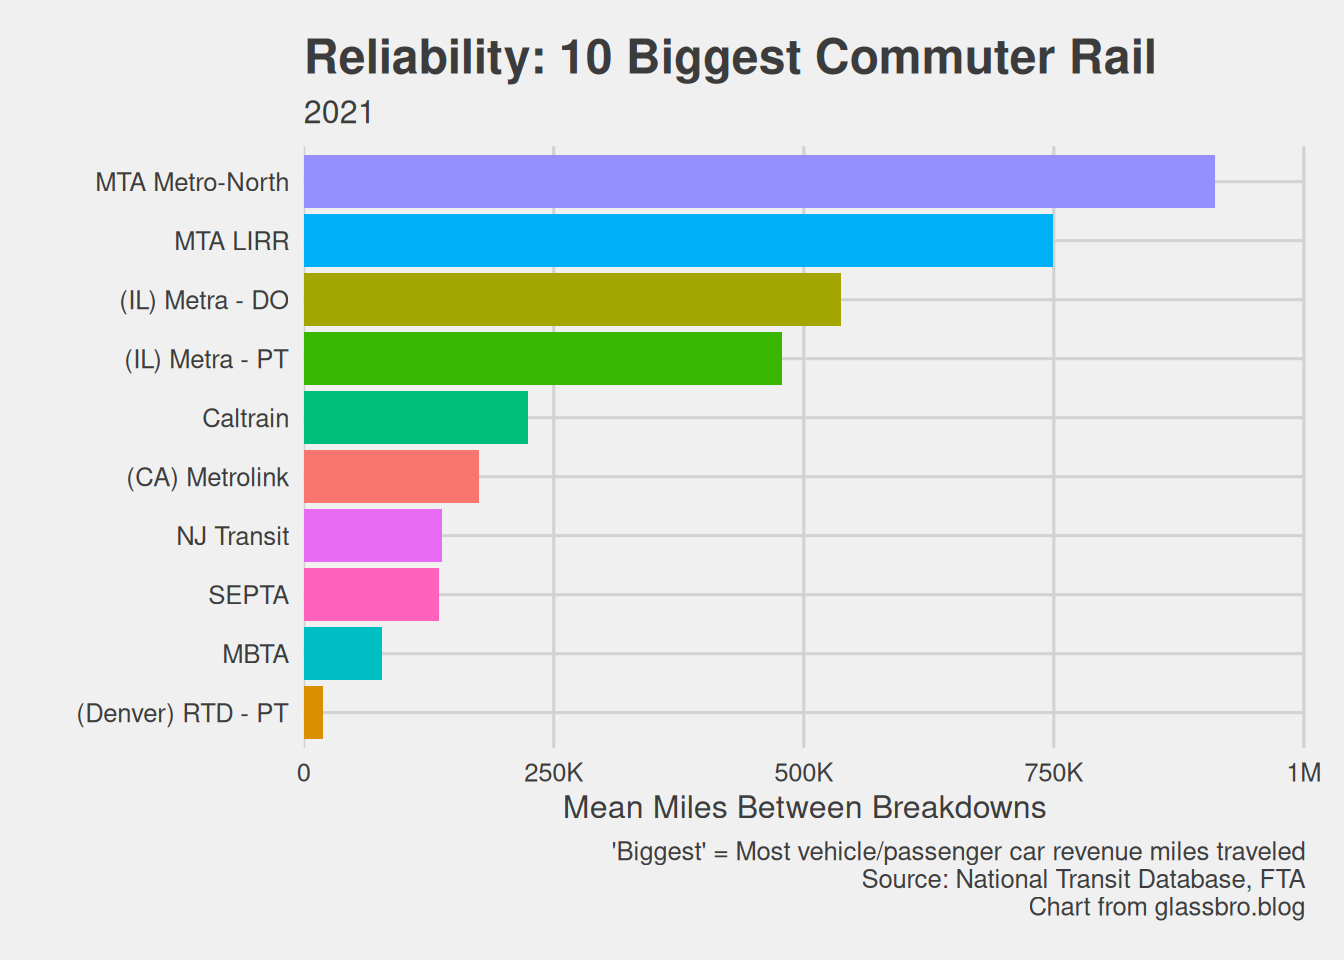 Reliability: 10 Biggest Commuter Rail
2021
MTA Metro-North
MTA LIRR
(IL) Metra - DO
(IL) Metra - PT
Caltrain
(CA) Metrolink
NJ Transit
SEPTA
MBTA
(Denver) RTD - PT
0 250K 500K 750K 1M
Mean Miles Between Breakdowns
'Biggest' = Most vehicle/passenger car revenue miles traveled
Source: National Transit Database, FTA
Chart from glassbro.blog